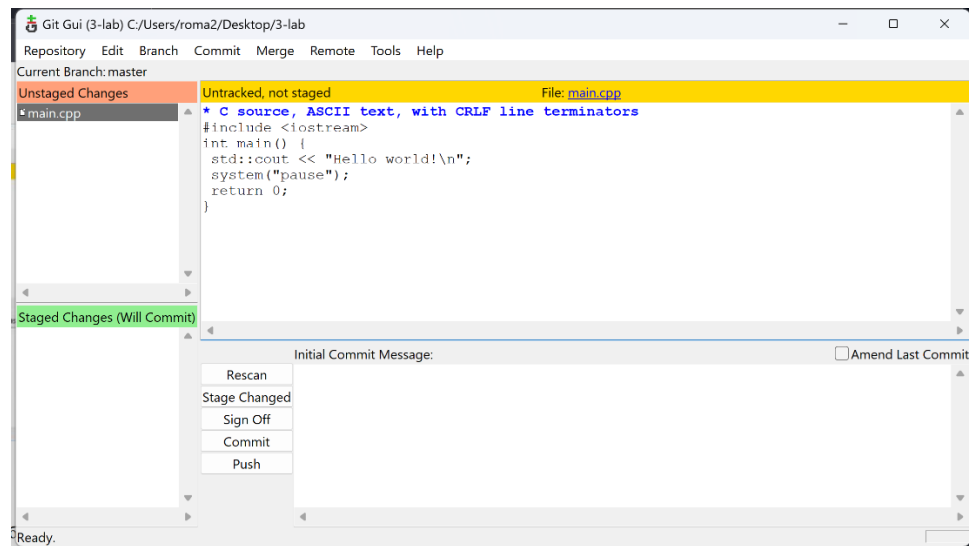 Git Gui (3-lab) C:/Users/roma2/Desktop/3-lab
Repository Edit Branch Commit Merge Remote Tools Help
Current Branch: master
Unstaged Changes
main.cpp
Untracked, not staged File: main.cpp
* C source, ASCII text, with CRLF line terminators
#include <iostream>
int main() {
 std::cout << "Hello world!\n";
 system("pause");
 return 0;
}
Staged Changes (Will Commit)
Initial Commit Message: Amend Last Commit
Rescan
Stage Changed
Sign Off
Commit
Push
Ready.